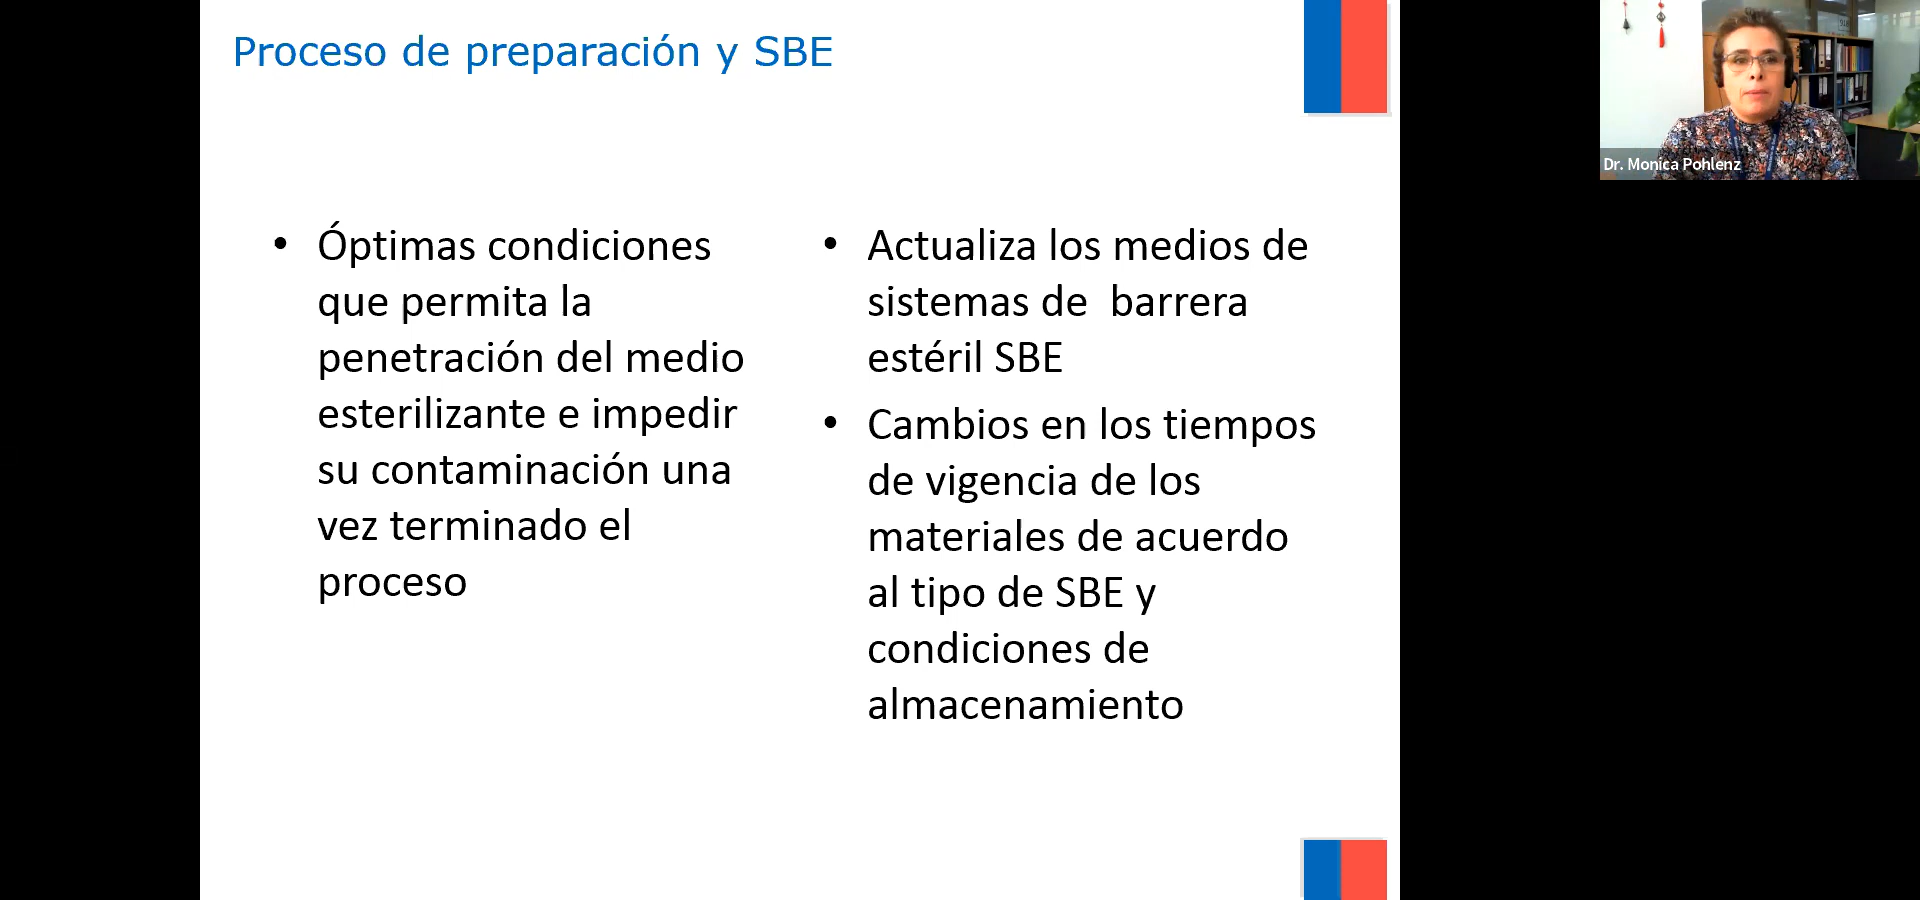 Proceso de preparación y SBE
• Óptimas condiciones
que permita la
penetración del medio
esterilizante e impedir
su contaminación una
vez terminado el
proceso
• Actualiza los medios de
sistemas de  barrera
estéril SBE
• Cambios en los tiempos
de vigencia de los
materiales de acuerdo
al tipo de SBE y
condiciones de
almacenamiento
Dr. Monica Pohlenz